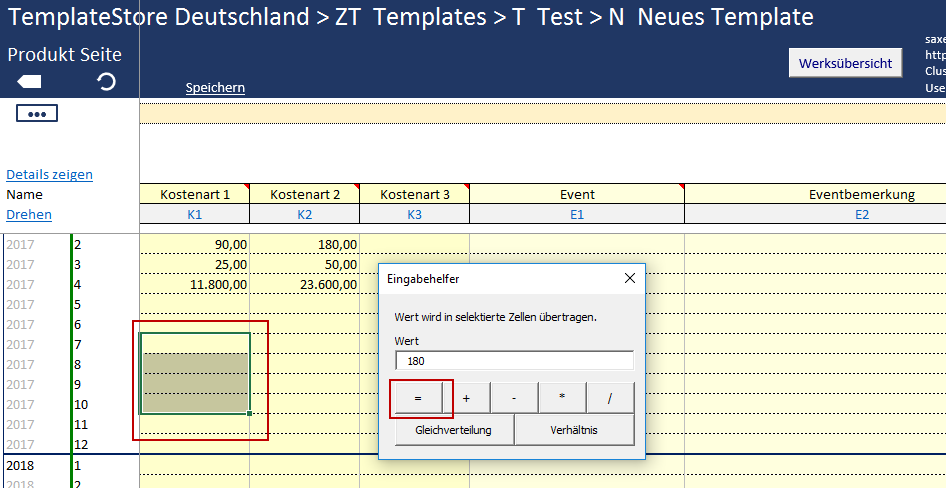 TemplateStore Deutschland > ZT Templates > T Test > N Neues Template
Produkt Seite
Speichern
Werksübersicht
saxe
http
Clus
Use
•••
Details zeigen
Name
Drehen
Kostenart 1 Kostenart 2 Kostenart 3 Event Eventbemerkung
K1 K2 K3 E1 E2
2017 2 90,00 180,00
2017 3 25,00 50,00
2017 4 11.800,00 23.600,00
2017 5
2017 6
2017 7
2017 8
2017 9
2017 10
2017 11
2017 12
2018 1
2018 2
Eingabehelfer
Wert wird in selektierte Zellen übertragen.
Wert
180
= + - * /
Gleichverteilung Verhältnis